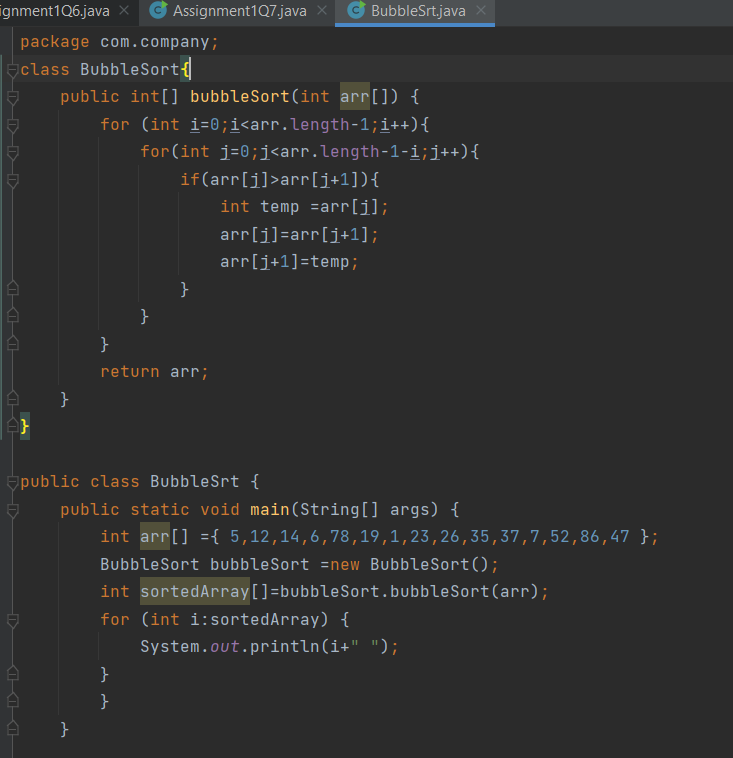 ignment1Q6.java Assignment1Q7.java BubbleSrt.java
package com.company;
class BubbleSort{
public int[] bubbleSort(int arr[]) {
for (int i=0;i<arr.length-1;i++){
for(int j=0;j<arr.length-1-i;j++){
if(arr[j]>arr[j+1]){
int temp =arr[j];
arr[j]=arr[j+1];
arr[j+1]=temp;
}
}
}
return arr;
}
}
public class BubbleSrt {
public static void main(String[] args) {
int arr[] ={ 5,12,14,6,78,19,1,23,26,35,37,7,52,86,47 };
BubbleSort bubbleSort =new BubbleSort();
int sortedArray[]=bubbleSort.bubbleSort(arr);
for (int i:sortedArray) {
System.out.println(i+" ");
}
}
}